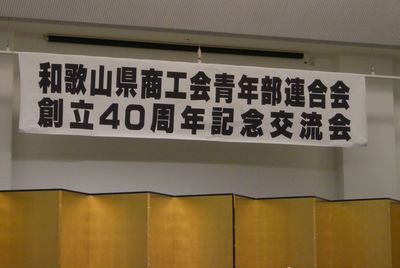 和歌山県商工会青年部連合会
創立40周年記念交流会